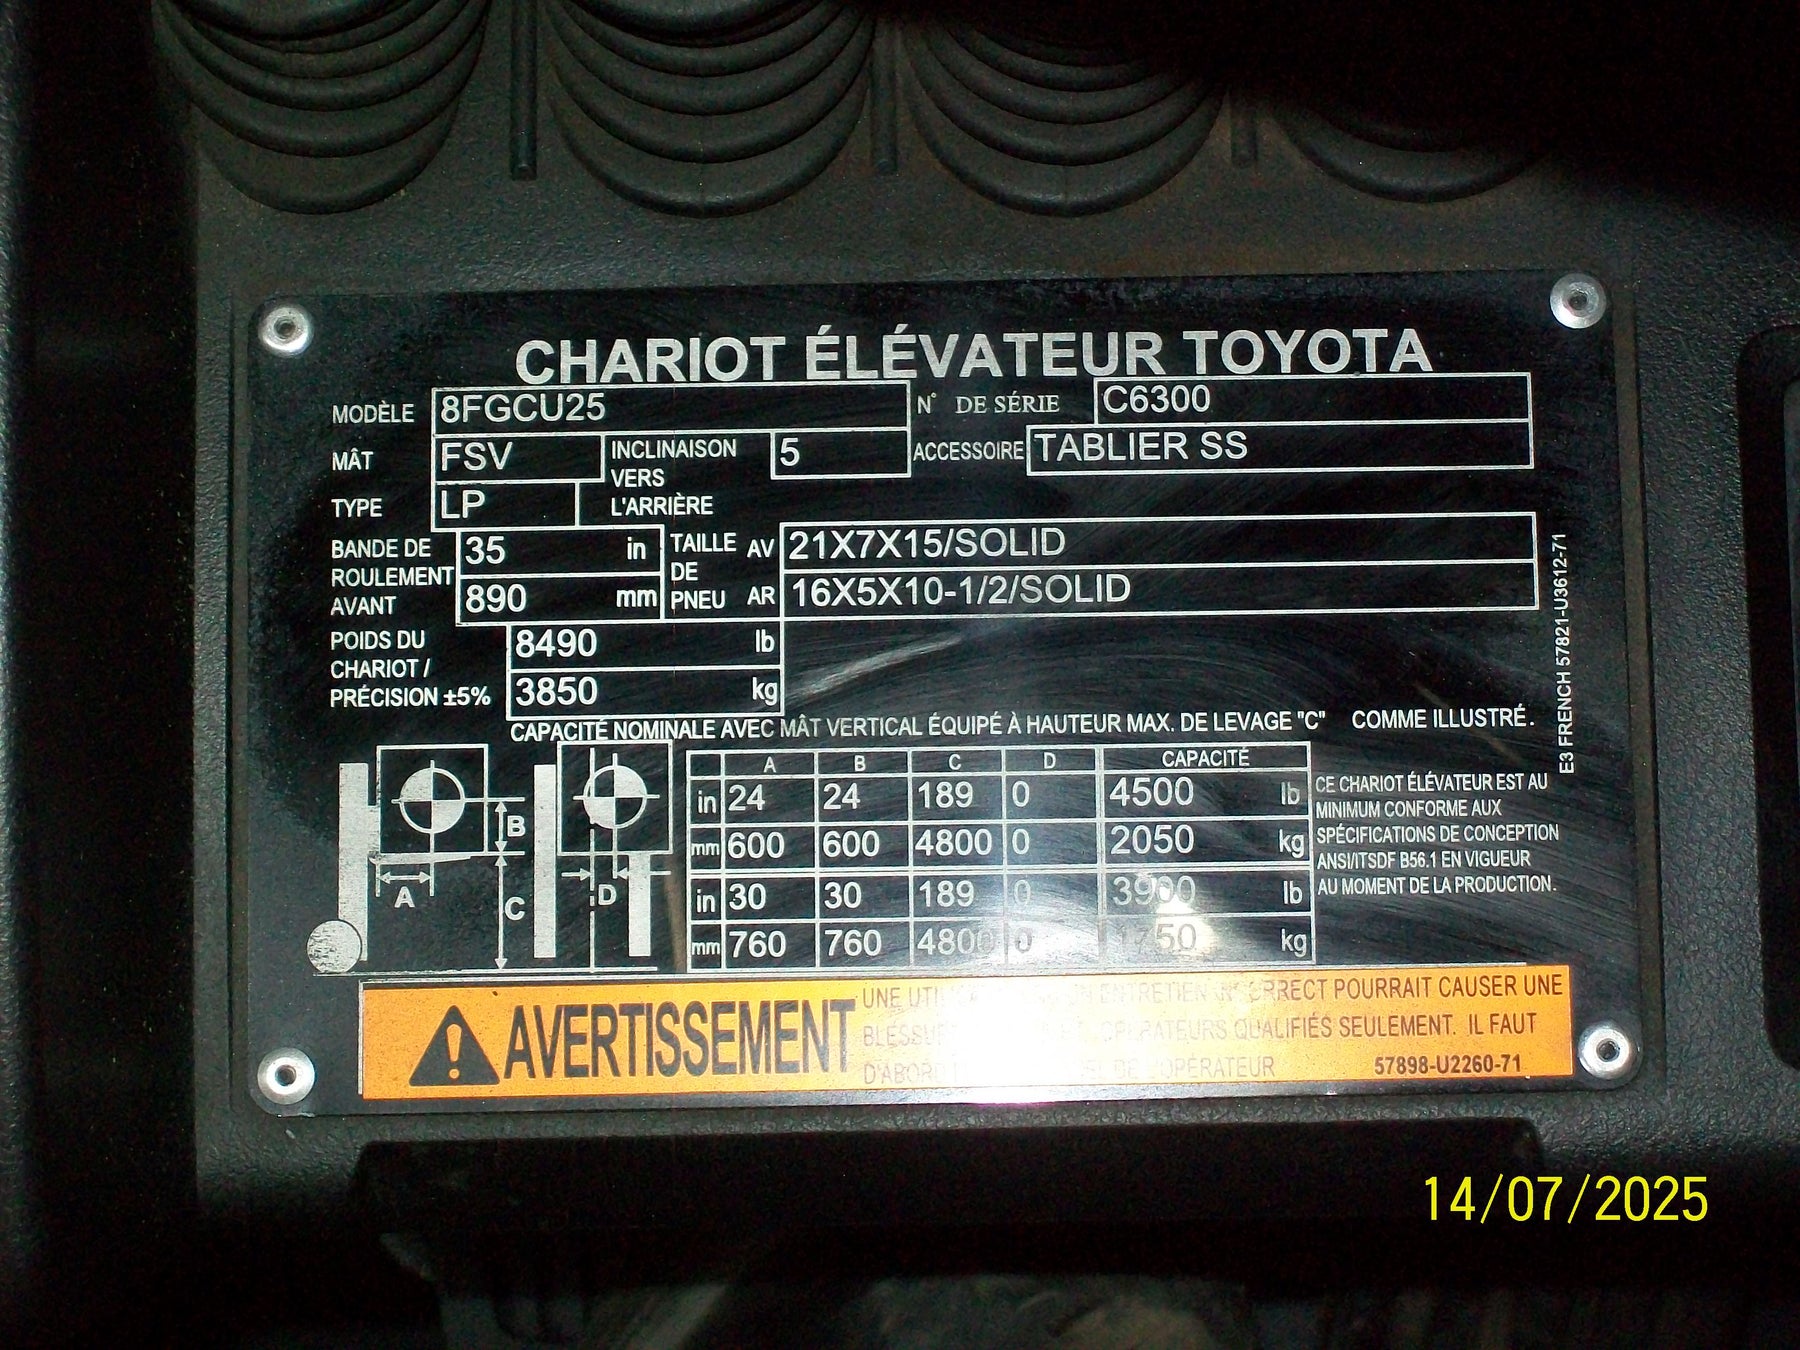 CHARIOT ÉLÉVATEUR TOYOTA
MODÈLE 8FGCU25 N° DE SÉRIE C6300
MÂT FSV INCLINAISON VERS L'ARRIÈRE 5 ACCESSOIRE TABLIER SS
TYPE LP
BANDE DE ROULEMENT AVANT 35 in TAILLE DE PNEU AV 21X7X15/SOLID
890 mm AR 16X5X10-1/2/SOLID
POIDS DU CHARIOT / PRÉCISION ±5% 8490 lb
3850 kg
CAPACITÉ NOMINALE AVEC MÂT VERTICAL ÉQUIPÉ À HAUTEUR MAX. DE LEVAGE "C" COMME ILLUSTRÉ.
A B C D CAPACITÉ
in 24 24 189 0 4500 lb
mm 600 600 4800 0 2050 kg
in 30 30 189 0 3900 lb
mm 760 760 4800 0 1750 kg
B
A
C
D
CE CHARIOT ÉLÉVATEUR EST AU
MINIMUM CONFORME AUX
SPÉCIFICATIONS DE CONCEPTION
ANSI/ITSDF B56.1 EN VIGUEUR
AU MOMENT DE LA PRODUCTION.
E3 FRENCH 57821-U3612-71
AVERTISSEMENT
UNE ENTRETIEN INCORRECT POURRAIT CAUSER UNE
OPÉRATEURS QUALIFIÉS SEULEMENT. IL FAUT
D'ABORD DE L'OPÉRATEUR 57898-U2260-71
14/07/2025